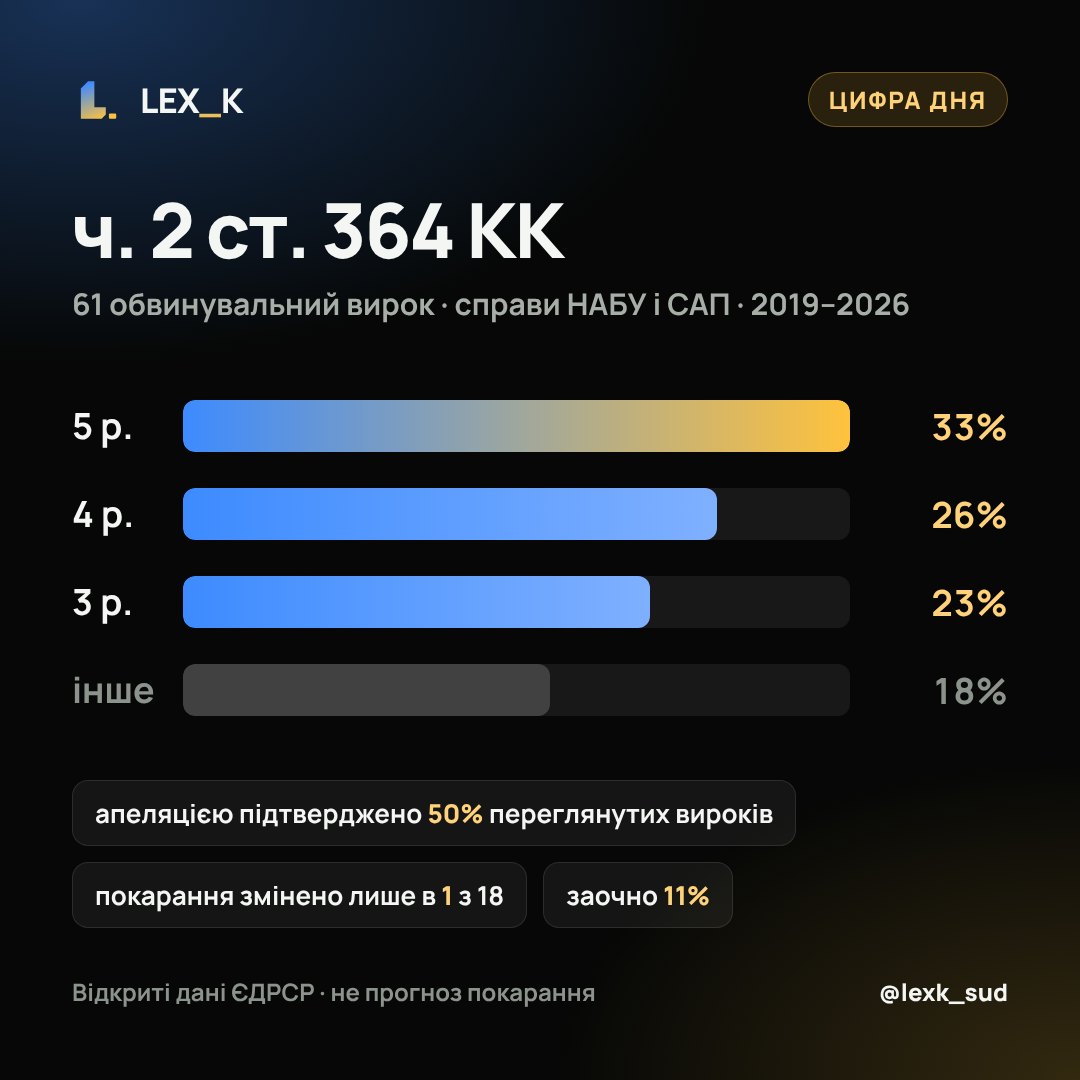 LEX_K
ЦИФРА ДНЯ
ч. 2 ст. 364 КК
61 обвинувальний вирок · справи НАБУ і САП · 2019–2026
5 р. 33%
4 р. 26%
3 р. 23%
інше 18%
апеляцією підтверджено 50% переглянутих вироків
покарання змінено лише в 1 з 18
заочно 11%
Відкриті дані ЄДРСР · не прогноз покарання
@lexk_sud